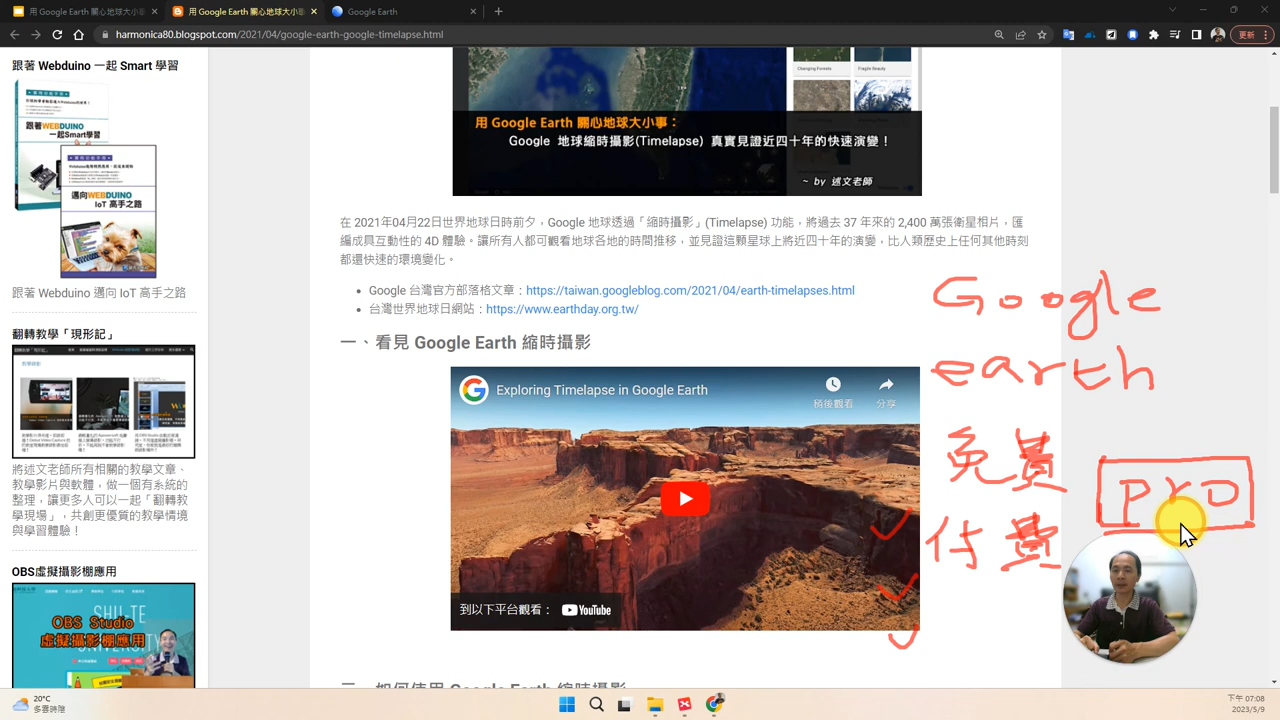 用 Google Earth 關心地球大小事
用 Google Earth 關心地球大小事
Google Earth
harmonica80.blogspot.com/2021/04/google-earth-google-timelapse.html
更新
跟著 Webduino 一起 Smart 學習
跟著WEBDUINO
一起Smart學習
邁向WEBDUINO
IoT 高手之路
跟著 Webduino 邁向 IoT 高手之路
翻轉教學「現形記」
將述文老師所有相關的教學文章、
教學影片與軟體，做一個有系統的
整理，讓更多人可以一起「翻轉教
學現場」，共創更優質的教學情境
與學習體驗！
OBS虛擬攝影棚應用
SHU-TE
UNIVERSITY
OBS Studio
虛擬攝影棚應用
Changing Forests
Fragile Beauty
用 Google Earth 關心地球大小事：
Google 地球縮時攝影(Timelapse) 真實見證近四十年的快速演變！
by 述文老師
在 2021年04月22日世界地球日時前夕，Google 地球透過「縮時攝影」(Timelapse) 功能，將過去 37 年來的 2,400 萬張衛星相片，匯
編成具互動性的 4D 體驗。讓所有人都可觀看地球各地的時間推移，並見證這顆星球上將近四十年的演變，比人類歷史上任何其他時刻
都還快速的環境變化。
Google 台灣官方部落格文章：https://taiwan.googleblog.com/2021/04/earth-timelapses.html
台灣世界地球日網站：https://www.earthday.org.tw/
一、看見 Google Earth 縮時攝影
Exploring Timelapse in Google Earth
稍後觀看
分享
到以下平台觀看：
YouTube
二、如何使用 Google Earth 縮時攝影
Google
earth
免費
pro
付費
20°C
多雲時陰
下午 07:08
2023/5/9